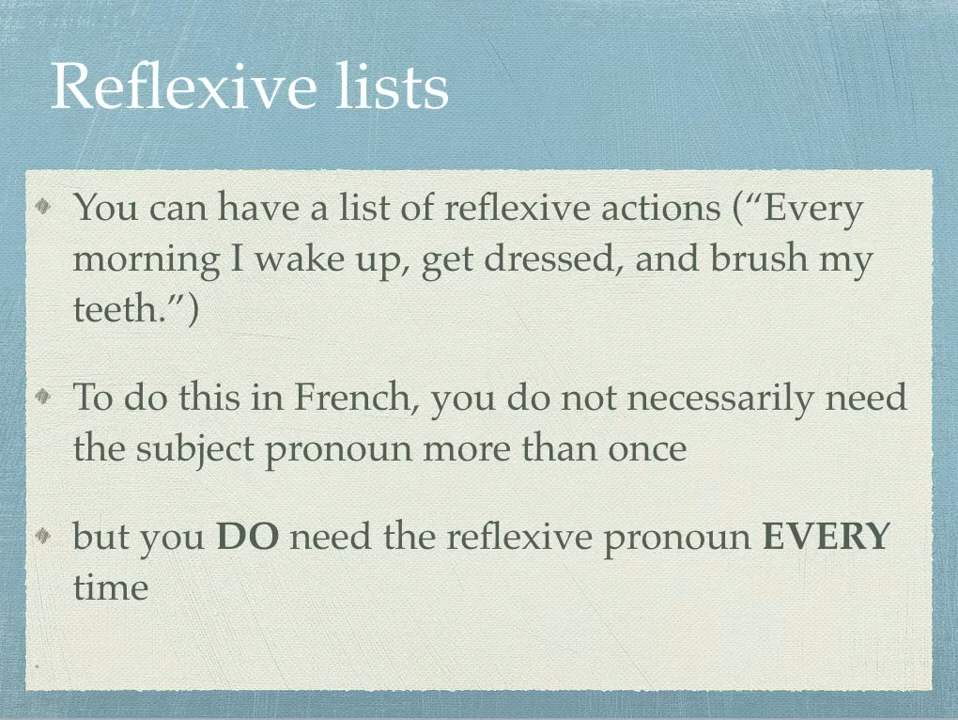 Reflexive lists
You can have a list of reflexive actions (“Every
morning I wake up, get dressed, and brush my
teeth.”)
To do this in French, you do not necessarily need
the subject pronoun more than once
but you DO need the reflexive pronoun EVERY
time